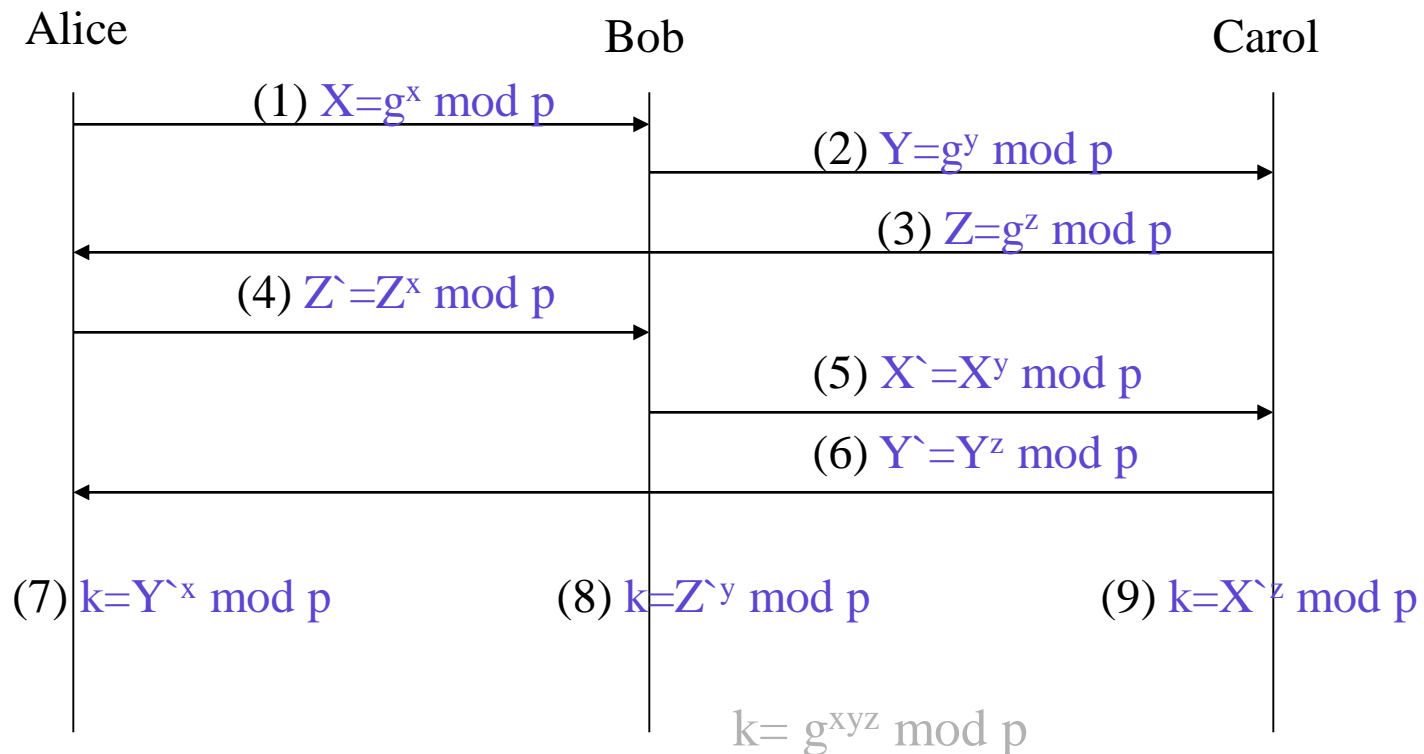 Alice Bob Carol
(1) X=gˣ mod p
(2) Y=gʸ mod p
(3) Z=gᶻ mod p
(4) Z`=Zˣ mod p
(5) X`=Xʸ mod p
(6) Y`=Yᶻ mod p
(7) k=Y`ˣ mod p (8) k=Z`ʸ mod p (9) k=X`ᶻ mod p
k= gˣʸᶻ mod p